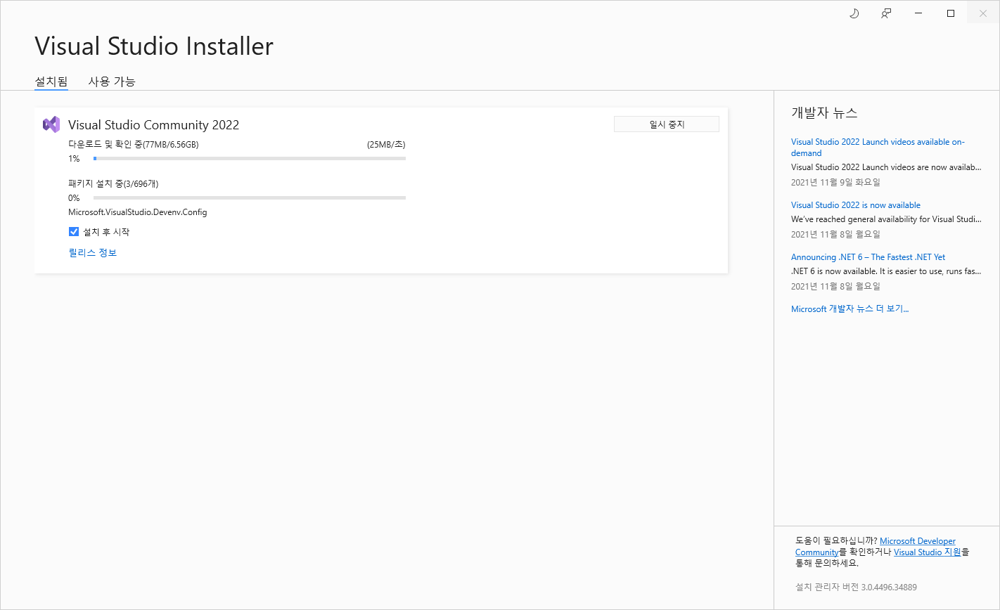 Visual Studio Installer
설치됨
사용 가능
Visual Studio Community 2022
일시 중지
다운로드 및 확인 중(77MB/6.56GB)
(25MB/초)
1%
패키지 설치 중(3/696개)
0%
Microsoft.VisualStudio.Devenv.Config
설치 후 시작
릴리스 정보
개발자 뉴스
Visual Studio 2022 Launch videos available on-
demand
Visual Studio 2022 Launch videos are now availab...
2021년 11월 9일 화요일
Visual Studio 2022 is now available
We’ve reached general availability for Visual Studi...
2021년 11월 8일 월요일
Announcing .NET 6 – The Fastest .NET Yet
.NET 6 is now available. It is easier to use, runs fas...
2021년 11월 8일 월요일
Microsoft 개발자 뉴스 더 보기...
도움이 필요하십니까? Microsoft Developer
Community를 확인하거나 Visual Studio 지원을
통해 문의하세요.
설치 관리자 버전 3.0.4496.34889